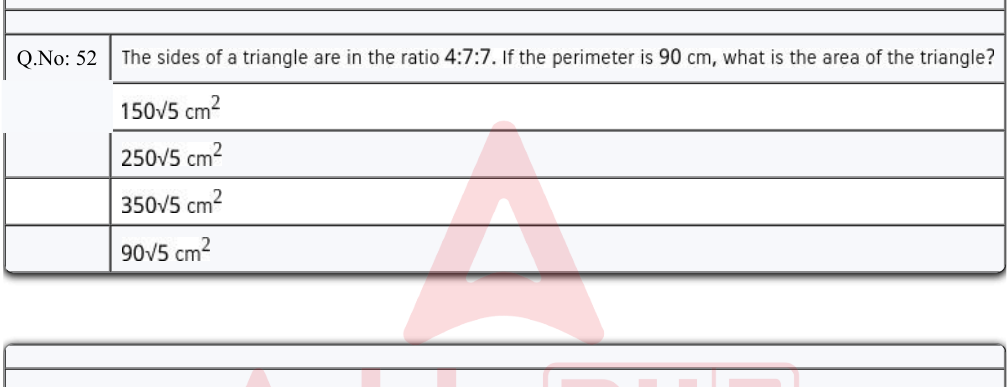 Q.No: 52 The sides of a triangle are in the ratio 4:7:7. If the perimeter is 90 cm, what is the area of the triangle?
150√5 cm²
250√5 cm²
350√5 cm²
90√5 cm²